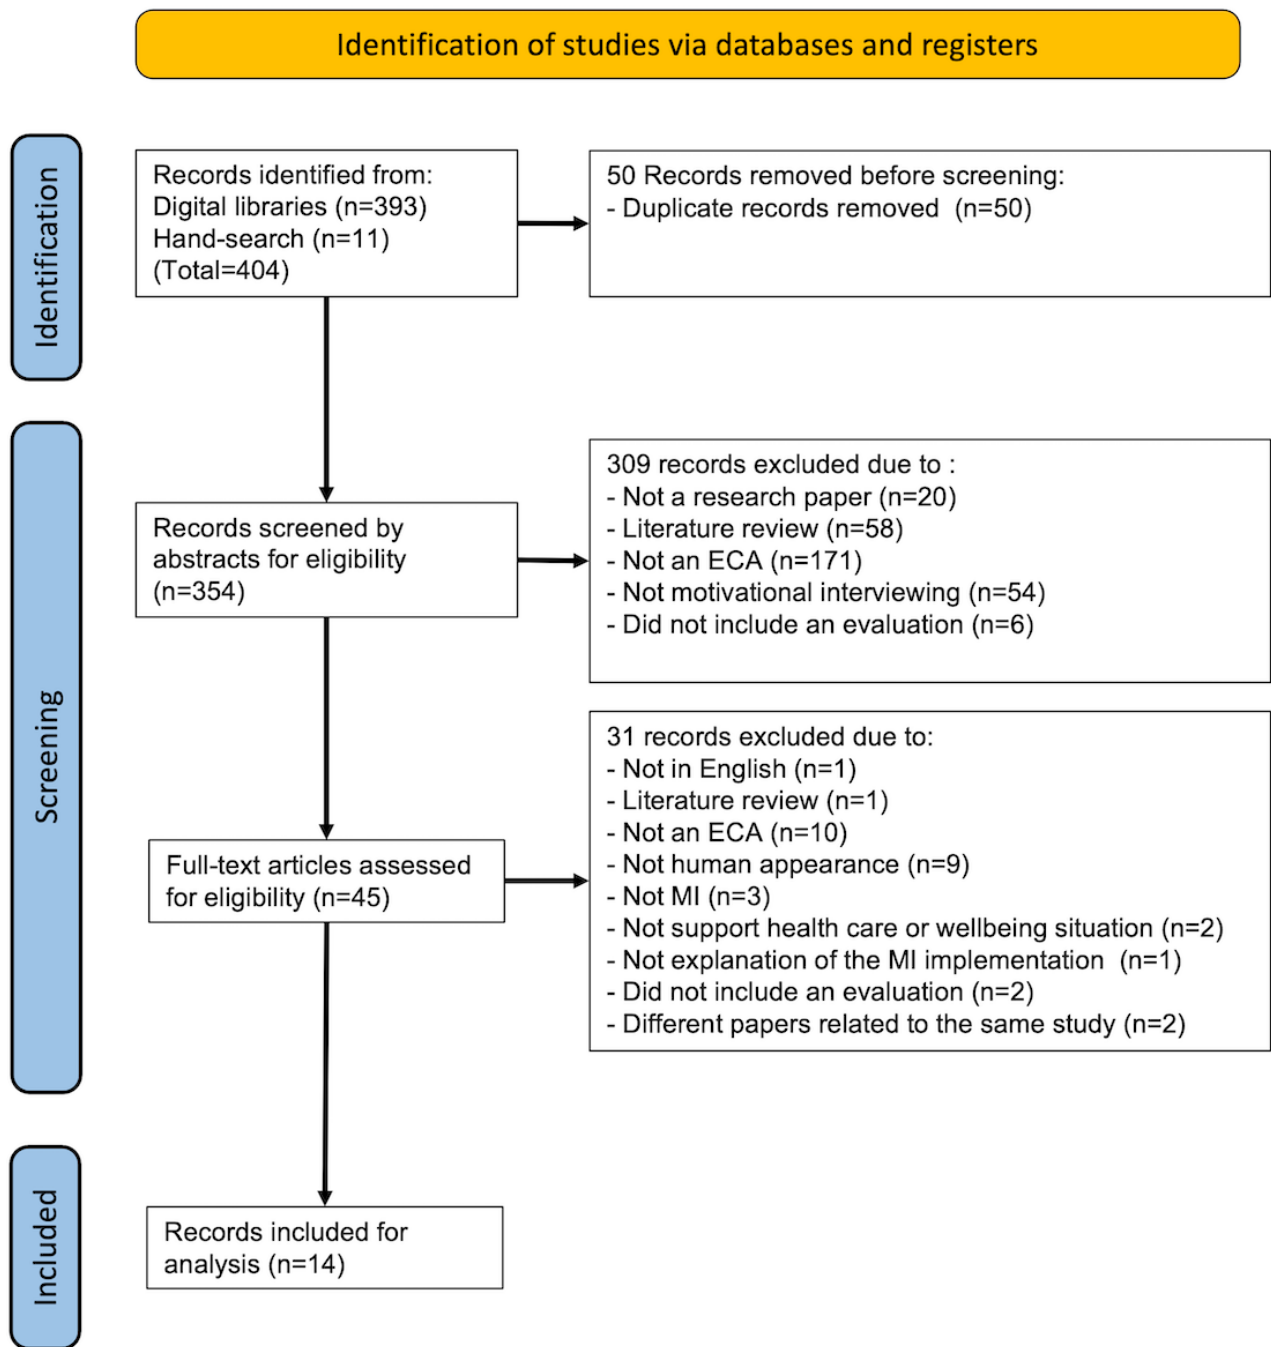 Identification of studies via databases and registers
Identification
Records identified from:
Digital libraries (n=393)
Hand-search (n=11)
(Total=404)
50 Records removed before screening:
- Duplicate records removed  (n=50)
Screening
Records screened by
abstracts for eligibility
(n=354)
309 records excluded due to :
- Not a research paper (n=20)
- Literature review (n=58)
- Not an ECA (n=171)
- Not motivational interviewing (n=54)
- Did not include an evaluation (n=6)
Full-text articles assessed
for eligibility (n=45)
31 records excluded due to:
- Not in English (n=1)
- Literature review (n=1)
- Not an ECA (n=10)
- Not human appearance (n=9)
- Not MI (n=3)
- Not support health care or wellbeing situation (n=2)
- Not explanation of the MI implementation  (n=1)
- Did not include an evaluation (n=2)
- Different papers related to the same study (n=2)
Included
Records included for
analysis (n=14)